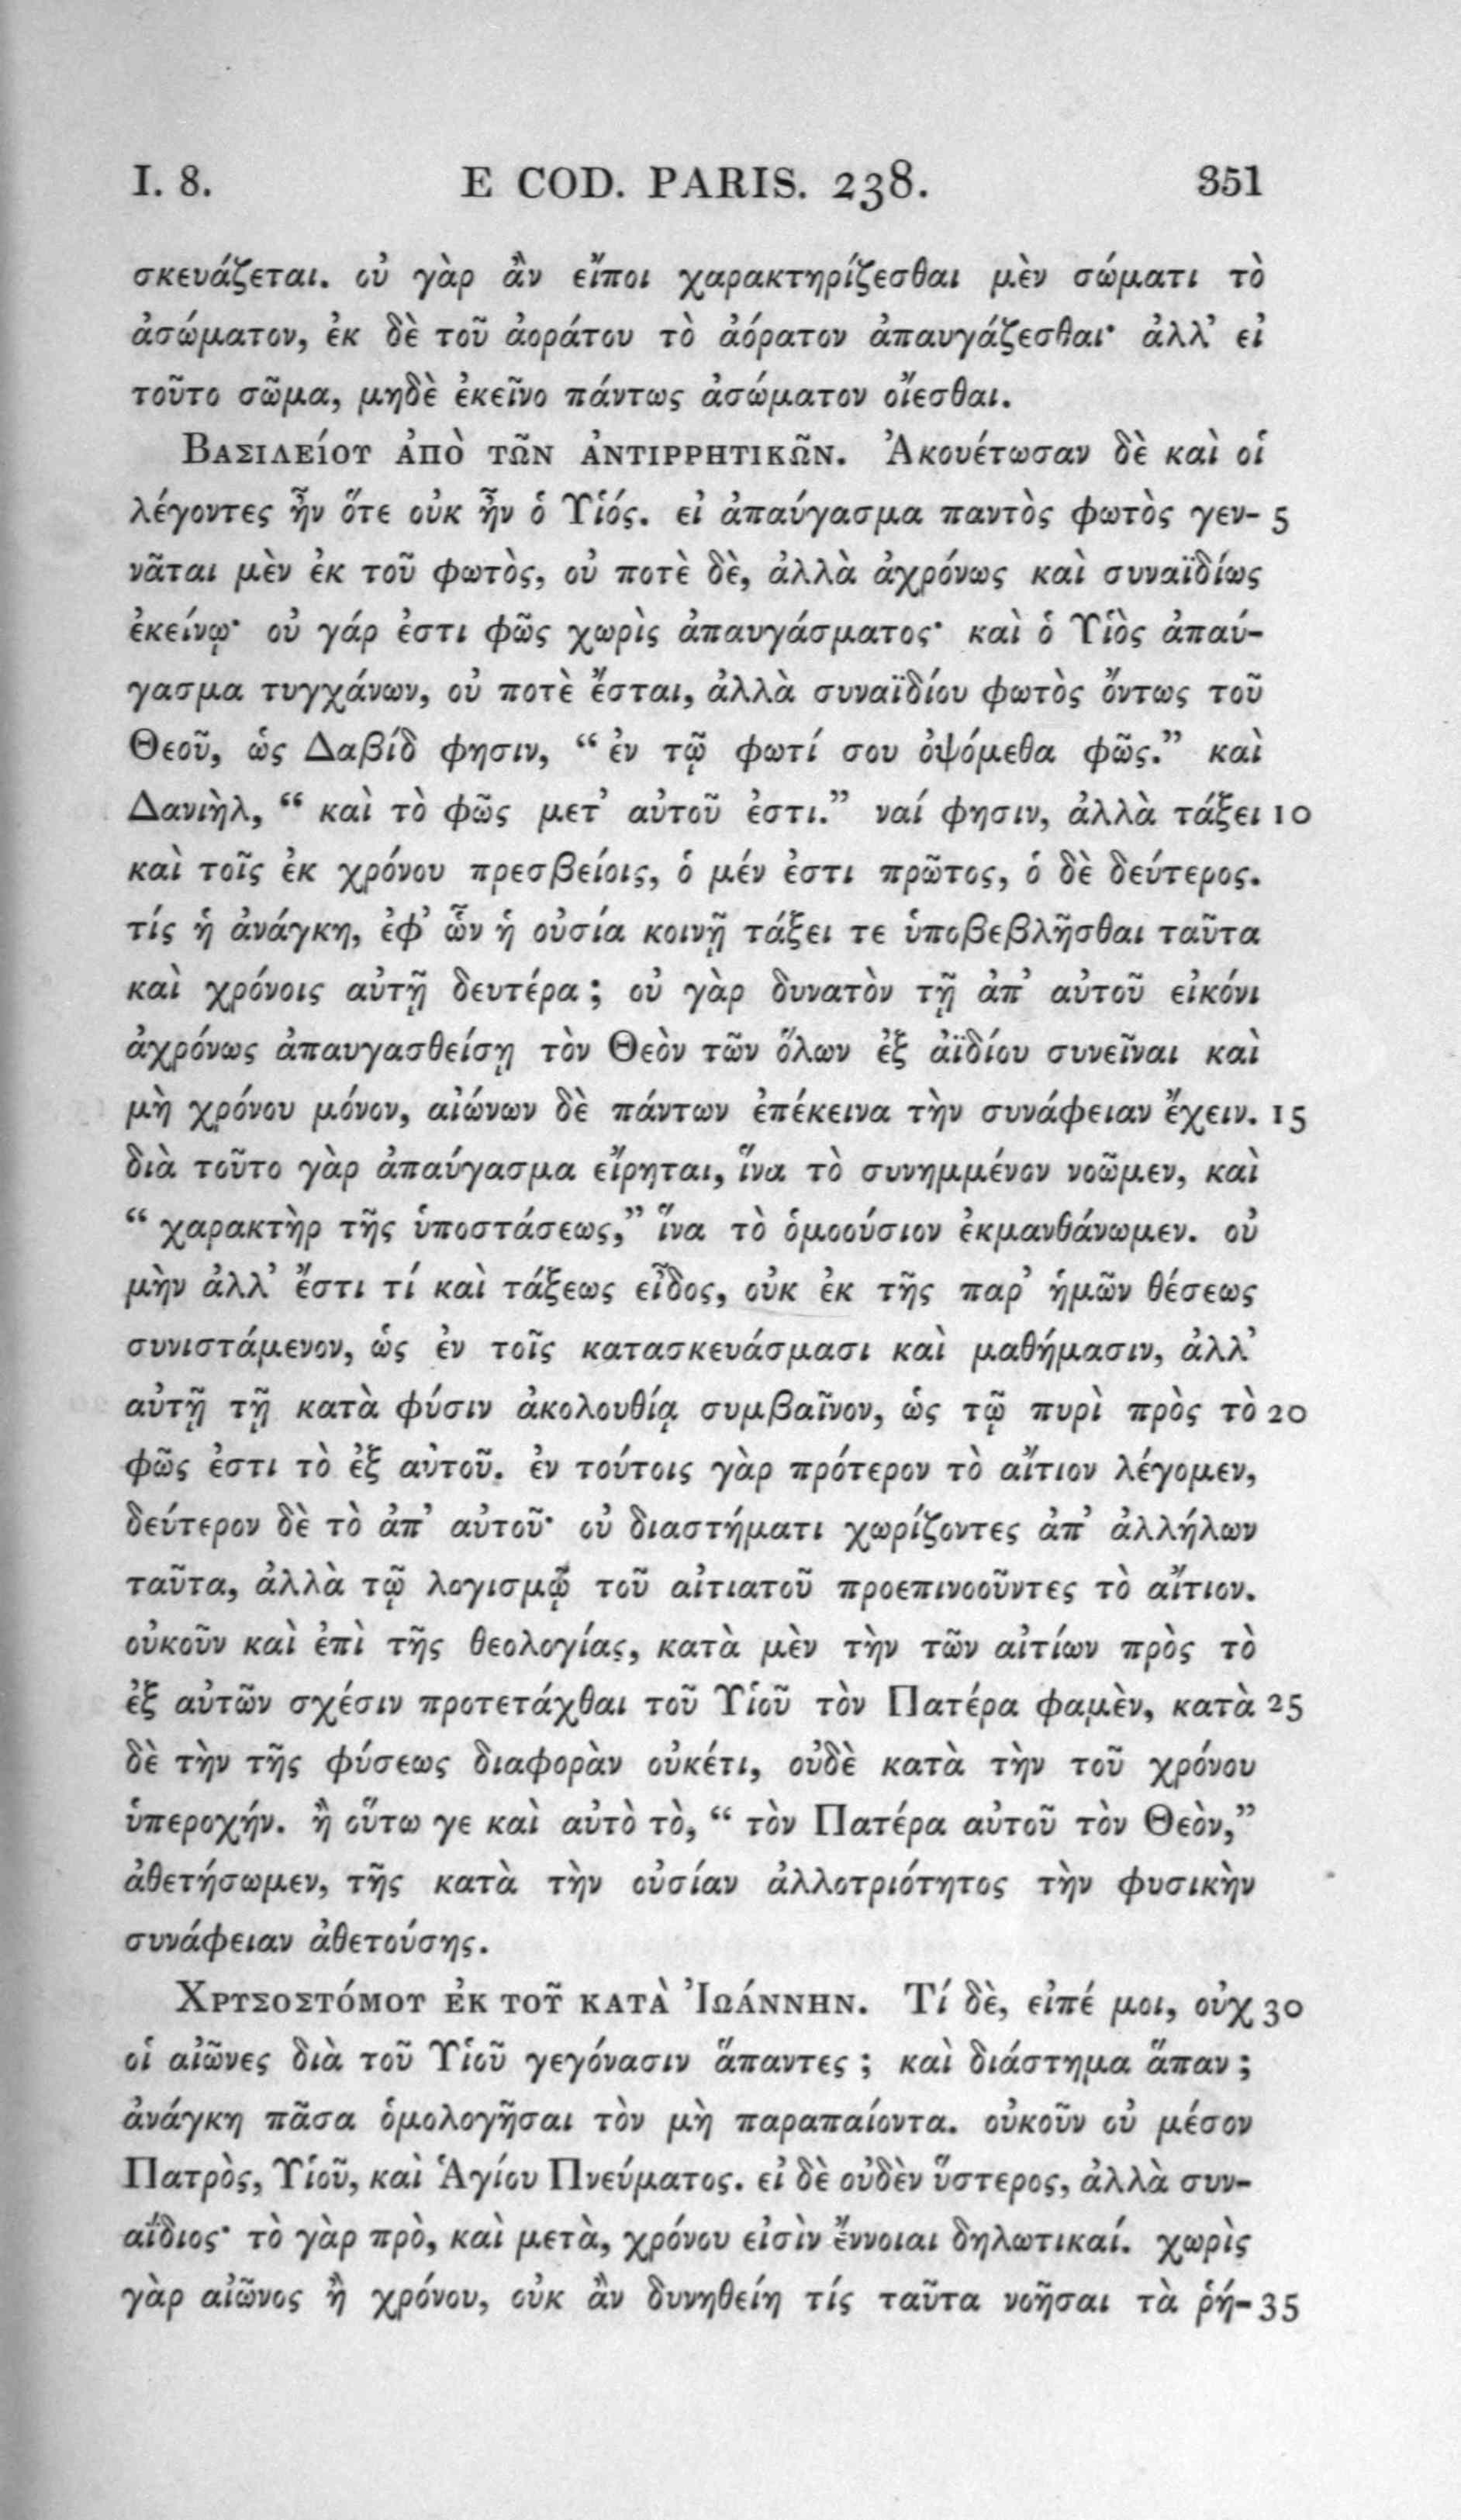 I. 8. E COD. PARIS. 238. 351
σκευάζεται. οὐ γὰρ ἂν εἴποι χαρακτηρίζεσθαι μὲν σώματι τὸ
ἀσώματον, ἐκ δὲ τοῦ ἀοράτου τὸ ἀόρατον ἀπαυγάζεσθαι· ἀλλ’ εἰ
τοῦτο σῶμα, μηδὲ ἐκεῖνο πάντως ἀσώματον οἴεσθαι.
Βασιλείου ἀπὸ τῶν ἀντιρρητικῶν. Ἀκουέτωσαν δὲ καὶ οἱ
λέγοντες ἦν ὅτε οὐκ ἦν ὁ Υἱός. εἰ ἀπαύγασμα παντὸς φωτὸς γεν- 5
νᾶται μὲν ἐκ τοῦ φωτὸς, οὐ ποτὲ δὲ, ἀλλὰ ἀχρόνως καὶ συναϊδίως
ἐκείνῳ· οὐ γάρ ἐστι φῶς χωρὶς ἀπαυγάσματος· καὶ ὁ Υἱὸς ἀπαύ-
γασμα τυγχάνων, οὐ ποτὲ ἔσται, ἀλλὰ συναϊδίου φωτὸς ὄντως τοῦ
Θεοῦ, ὡς Δαβίδ φησιν, “ ἐν τῷ φωτί σου ὀψόμεθα φῶς.” καὶ
Δανιὴλ, “ καὶ τὸ φῶς μετ’ αὐτοῦ ἐστι.” ναί φησιν, ἀλλὰ τάξει 10
καὶ τοῖς ἐκ χρόνου πρεσβείοις, ὁ μέν ἐστι πρῶτος, ὁ δὲ δεύτερος.
τίς ἡ ἀνάγκη, ἐφ’ ὧν ἡ οὐσία κοινῇ τάξει τε ὑποβεβλῆσθαι ταῦτα
καὶ χρόνοις αὐτῇ δευτέρα; οὐ γὰρ δυνατὸν τῇ ἀπ’ αὐτοῦ εἰκόνι
ἀχρόνως ἀπαυγασθείσῃ τὸν Θεὸν τῶν ὅλων ἐξ ἀϊδίου συνεῖναι καὶ
μὴ χρόνου μόνον, αἰώνων δὲ πάντων ἐπέκεινα τὴν συνάφειαν ἔχειν. 15
διὰ τοῦτο γὰρ ἀπαύγασμα εἴρηται, ἵνα τὸ συνημμένον νοῶμεν, καὶ
“ χαρακτὴρ τῆς ὑποστάσεως,” ἵνα τὸ ὁμοούσιον ἐκμανθάνωμεν. οὐ
μὴν ἀλλ’ ἔστι τί καὶ τάξεως εἶδος, οὐκ ἐκ τῆς παρ’ ἡμῶν θέσεως
συνιστάμενον, ὡς ἐν τοῖς κατασκευάσμασι καὶ μαθήμασιν, ἀλλ’
αὐτῇ τῇ κατὰ φύσιν ἀκολουθίᾳ συμβαῖνον, ὡς τῷ πυρὶ πρὸς τὸ 20
φῶς ἐστι τὸ ἐξ αὐτοῦ. ἐν τούτοις γὰρ πρότερον τὸ αἴτιον λέγομεν,
δεύτερον δὲ τὸ ἀπ’ αὐτοῦ· οὐ διαστήματι χωρίζοντες ἀπ’ ἀλλήλων
ταῦτα, ἀλλὰ τῷ λογισμῷ τοῦ αἰτιατοῦ προεπινοοῦντες τὸ αἴτιον.
οὐκοῦν καὶ ἐπὶ τῆς θεολογίας, κατὰ μὲν τὴν τῶν αἰτίων πρὸς τὸ
ἐξ αὐτῶν σχέσιν προτετάχθαι τοῦ Υἱοῦ τὸν Πατέρα φαμὲν, κατὰ 25
δὲ τὴν τῆς φύσεως διαφορὰν οὐκέτι, οὐδὲ κατὰ τὴν τοῦ χρόνου
ὑπεροχήν. ἢ οὕτω γε καὶ αὐτὸ τὸ, “ τὸν Πατέρα αὐτοῦ τὸν Θεὸν,”
ἀθετήσωμεν, τῆς κατὰ τὴν οὐσίαν ἀλλοτριότητος τὴν φυσικὴν
συνάφειαν ἀθετούσης.
Χρυσοστόμου ἐκ τοῦ κατὰ Ἰωάννην. Τί δὲ, εἰπέ μοι, οὐχ 30
οἱ αἰῶνες διὰ τοῦ Υἱοῦ γεγόνασιν ἅπαντες; καὶ διάστημα ἅπαν;
ἀνάγκη πᾶσα ὁμολογῆσαι τὸν μὴ παραπαίοντα. οὐκοῦν οὐ μέσον
Πατρὸς, Υἱοῦ, καὶ Ἁγίου Πνεύματος. εἰ δὲ οὐδὲν ὕστερος, ἀλλὰ συν-
αΐδιος· τὸ γὰρ πρὸ, καὶ μετὰ, χρόνου εἰσὶν ἔννοιαι δηλωτικαί. χωρὶς
γὰρ αἰῶνος ἢ χρόνου, οὐκ ἂν δυνηθείη τίς ταῦτα νοῆσαι τὰ ῥή- 35